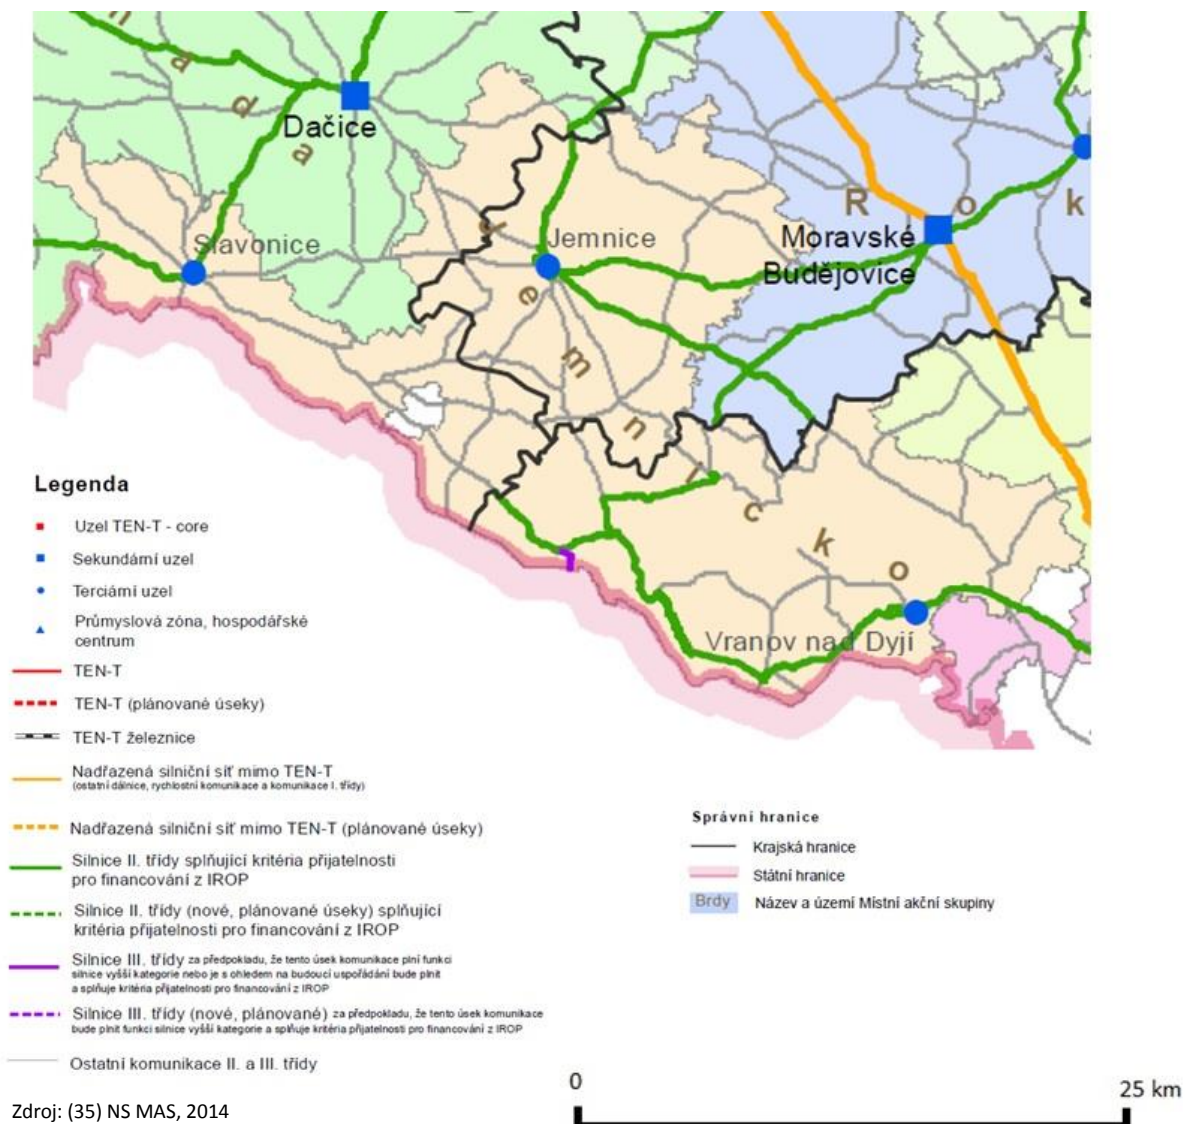 n
a
d
a
Dačice
R
o
k
Slavonice
J
Jemnice
Moravské
Budějovice
e
m
n
i
c
k
o
Vranov nad Dyjí
Legenda
Uzel TEN-T - core
Sekundární uzel
Terciární uzel
Průmyslová zóna, hospodářské
centrum
TEN-T
TEN-T (plánované úseky)
TEN-T železnice
Nadřazená silniční síť mimo TEN-T
(ostatní dálnice, rychlostní komunikace a komunikace I. třídy)
Nadřazená silniční síť mimo TEN-T (plánované úseky)
Silnice II. třídy splňující kritéria přijatelnosti
pro financování z IROP
Silnice II. třídy (nové, plánované úseky) splňující
kritéria přijatelnosti pro financování z IROP
Silnice III. třídy za předpokladu, že tento úsek komunikace plní funkci
silnice vyšší kategorie nebo je s ohledem na budoucí uspořádání bude plnit
a splňuje kritéria přijatelnosti pro financování z IROP
Silnice III. třídy (nové, plánované) za předpokladu, že tento úsek komunikace
bude plnit funkci silnice vyšší kategorie a splňuje kritéria přijatelnosti pro financování z IROP
Ostatní komunikace II. a III. třídy
Správní hranice
Krajská hranice
Státní hranice
Brdy Název a území Místní akční skupiny
0
25 km
Zdroj: (35) NS MAS, 2014